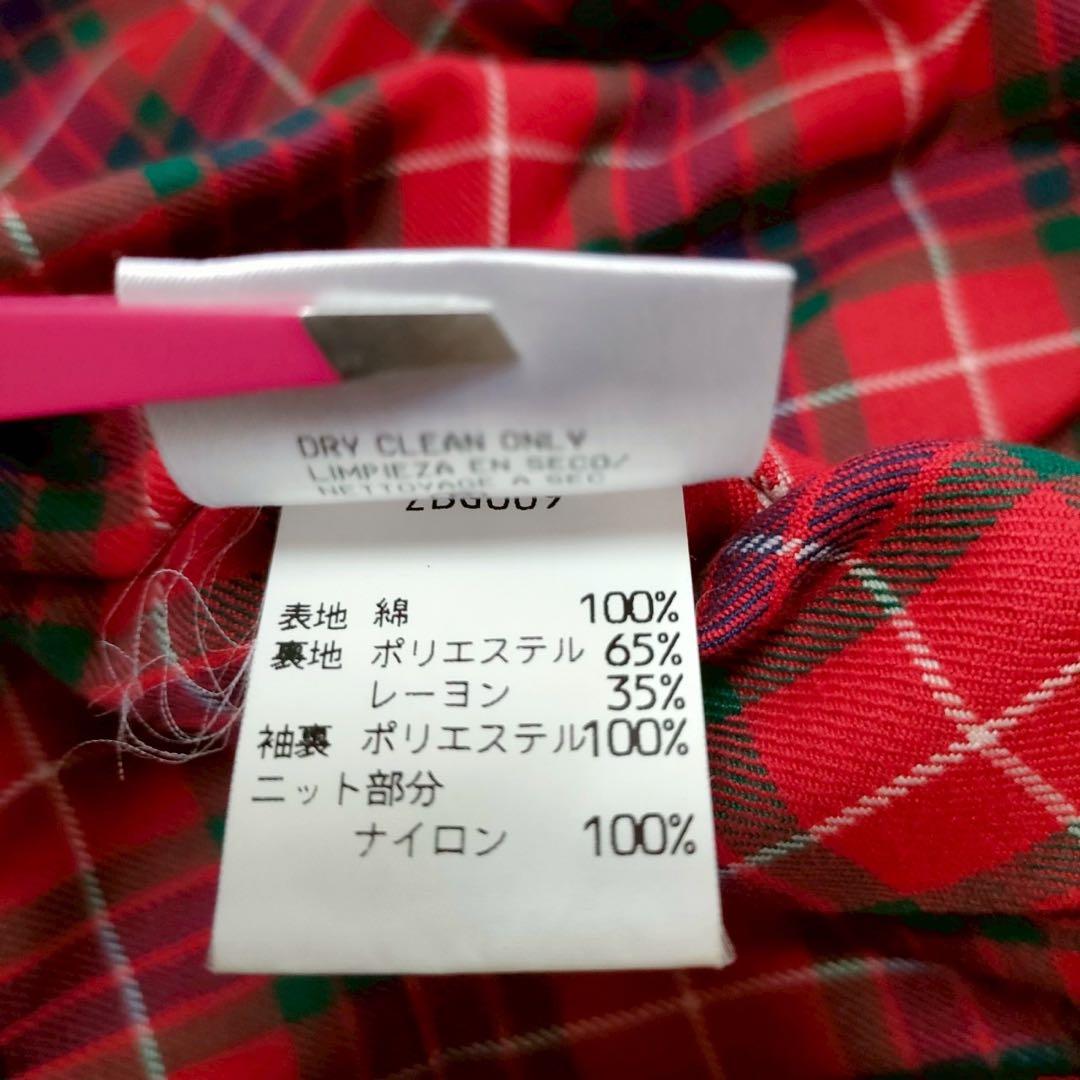 DRY CLEAN ONLY
LIMPIEZA EN SECO/
NETTOYAGE A SEC
表地 綿 100%
裏地 ポリエステル 65%
レーヨン 35%
袖裏 ポリエステル100%
ニット部分
ナイロン 100%